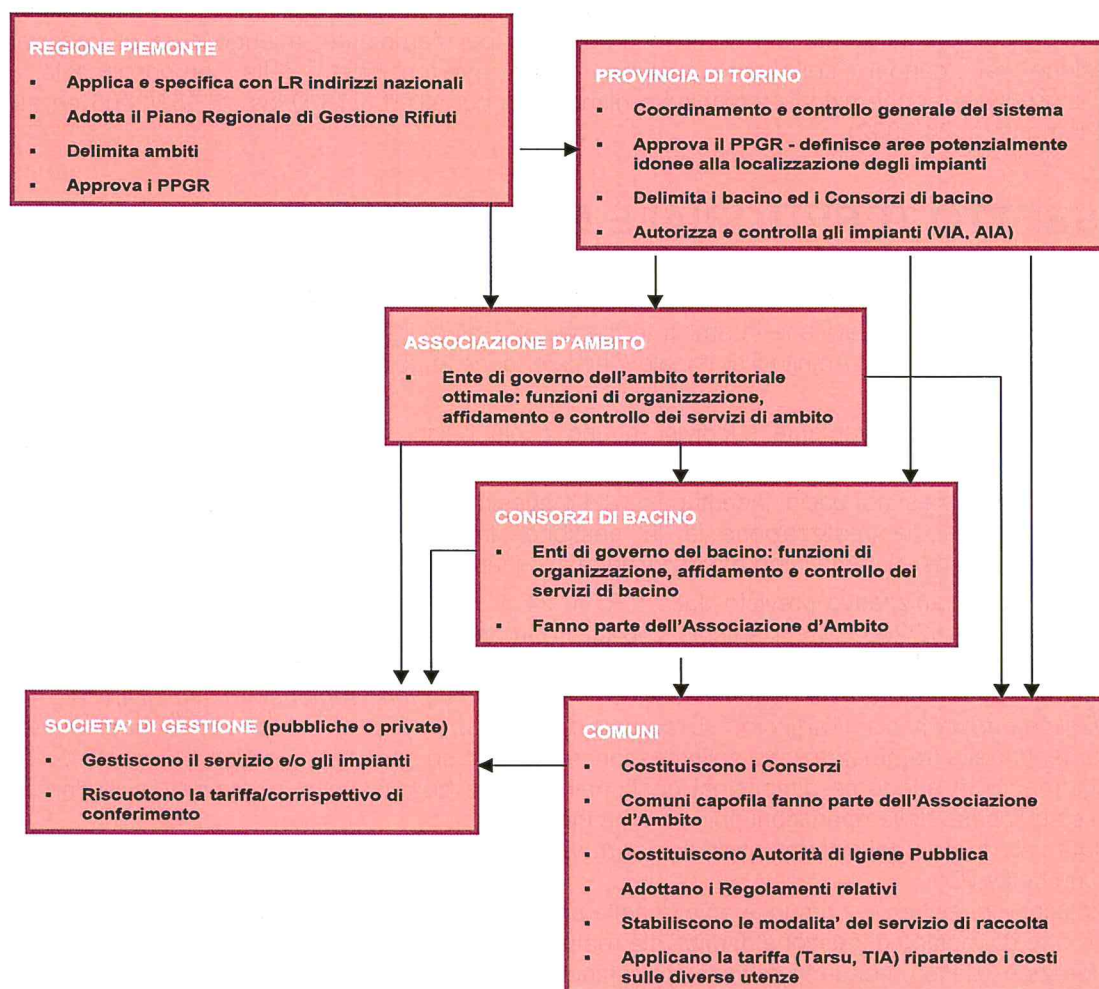 REGIONE PIEMONTE
▪ Applica e specifica con LR indirizzi nazionali
▪ Adotta il Piano Regionale di Gestione Rifiuti
▪ Delimita ambiti
▪ Approva i PPGR
PROVINCIA DI TORINO
▪ Coordinamento e controllo generale del sistema
▪ Approva il PPGR - definisce aree potenzialmente
idonee alla localizzazione degli impianti
▪ Delimita i bacino ed i Consorzi di bacino
▪ Autorizza e controlla gli impianti (VIA, AIA)
ASSOCIAZIONE D'AMBITO
▪ Ente di governo dell'ambito territoriale
ottimale: funzioni di organizzazione,
affidamento e controllo dei servizi di ambito
CONSORZI DI BACINO
▪ Enti di governo del bacino: funzioni di
organizzazione, affidamento e controllo dei
servizi di bacino
▪ Fanno parte dell'Associazione d'Ambito
SOCIETA' DI GESTIONE (pubbliche o private)
▪ Gestiscono il servizio e/o gli impianti
▪ Riscuotono la tariffa/corrispettivo di
conferimento
COMUNI
▪ Costituiscono i Consorzi
▪ Comuni capofila fanno parte dell'Associazione
d'Ambito
▪ Costituiscono Autorità di Igiene Pubblica
▪ Adottano i Regolamenti relativi
▪ Stabiliscono le modalita' del servizio di raccolta
▪ Applicano la tariffa (Tarsu, TIA) ripartendo i costi
sulle diverse utenze